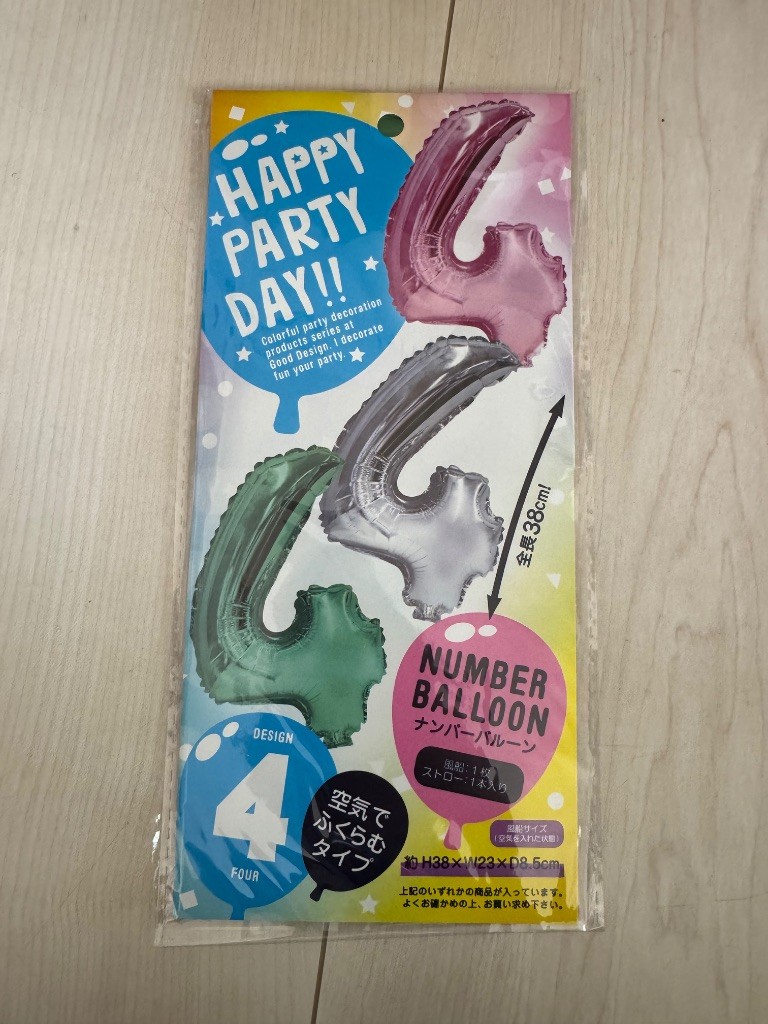 HAPPY
PARTY
DAY!!
Colorful party decoration
products series at
Good Design. I decorate
fun your party.
全長38cm!
NUMBER
BALLOON
ナンバーバルーン
風船:1枚
ストロー:1本入り
DESIGN
4
FOUR
空気で
ふくらむ
タイプ
風船サイズ
(空気を入れた状態)
約 H38×W23×D8.5cm
上記のいずれかの商品が入っています。
よくお確かめの上、お買い求め下さい。